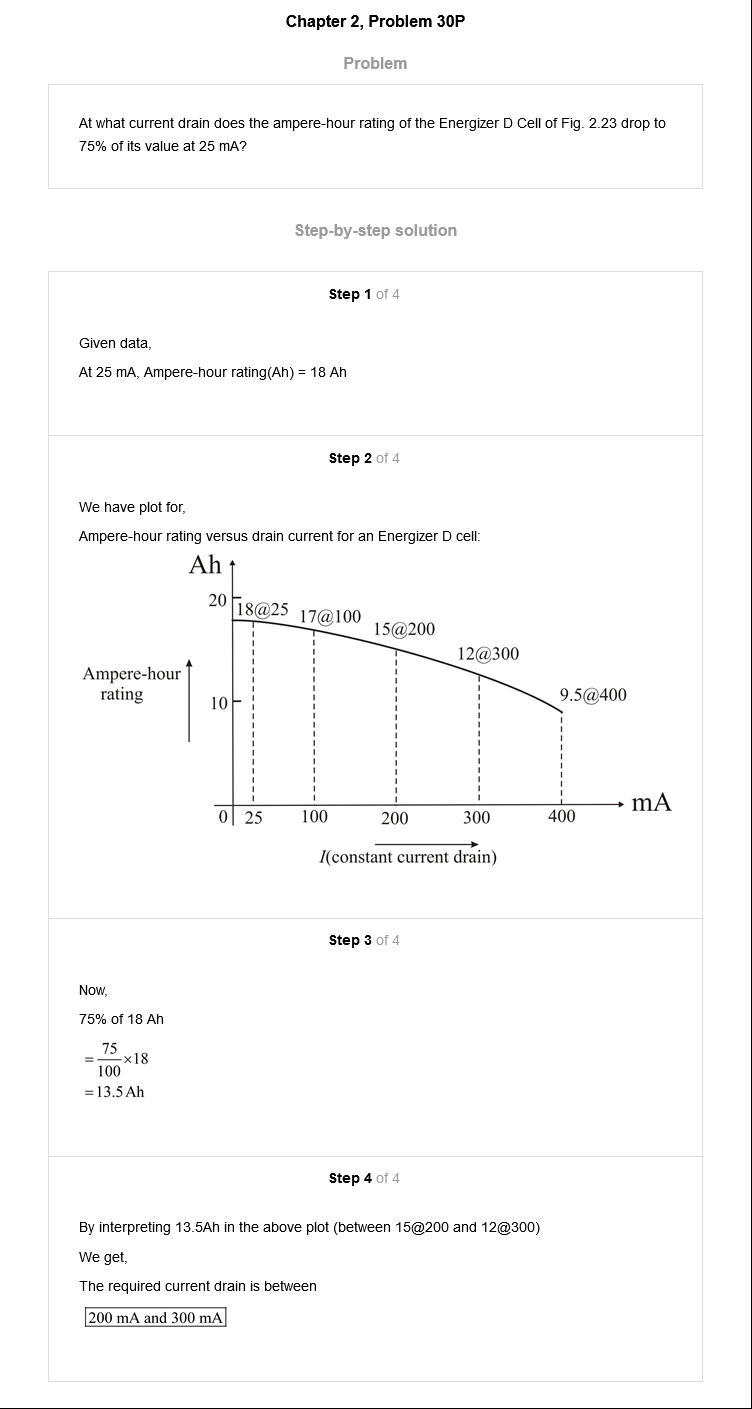 Chapter 2, Problem 30P
Problem
At what current drain does the ampere-hour rating of the Energizer D Cell of Fig. 2.23 drop to
75% of its value at 25 mA?
Step-by-step solution
Step 1 of 4
Given data,
At 25 mA, Ampere-hour rating(Ah) = 18 Ah
Step 2 of 4
We have plot for,
Ampere-hour rating versus drain current for an Energizer D cell:
Ah
20
18@25
17@100
15@200
12@300
9.5@400
Ampere-hour
rating
10
mA
0
25
100
200
300
400
I(constant current drain)
Step 3 of 4
Now,
75% of 18 Ah
= 75/100 ×18
= 13.5 Ah
Step 4 of 4
By interpreting 13.5Ah in the above plot (between 15@200 and 12@300)
We get,
The required current drain is between
200 mA and 300 mA